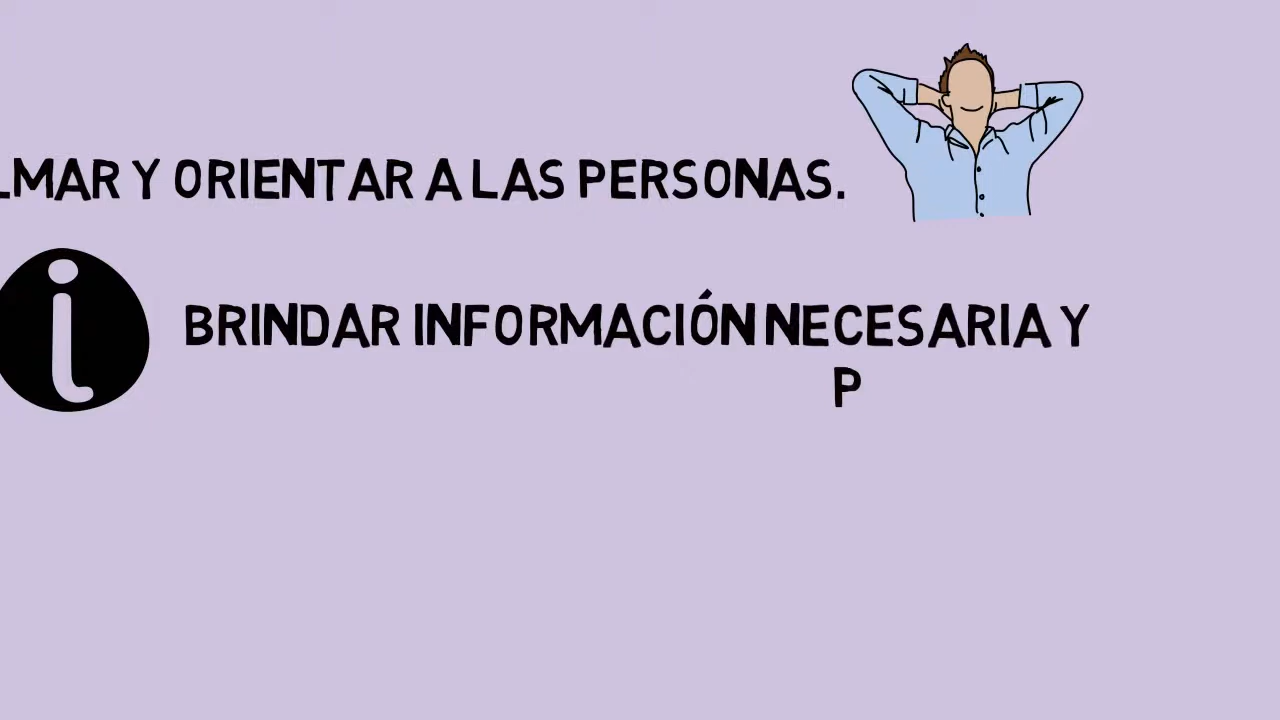 LMAR Y ORIENTAR A LAS PERSONAS.
i BRINDAR INFORMACIÓN NECESARIA Y
P